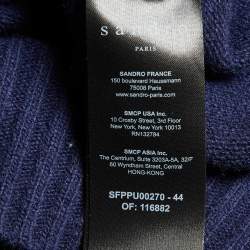 sandro
PARIS
SANDRO FRANCE
150 boulevard Haussmann
75008 Paris
www.sandro-paris.com
SMCP USA Inc.
10 Crosby Street, 3rd Floor
New York, New York 10013
RN132784
SMCP ASIA Inc.
The Centrium, Suite 3203A-5A, 32/F
60 Wyndham Street, Central
HONG KONG
SFPPU00270 - 44
OF: 116882